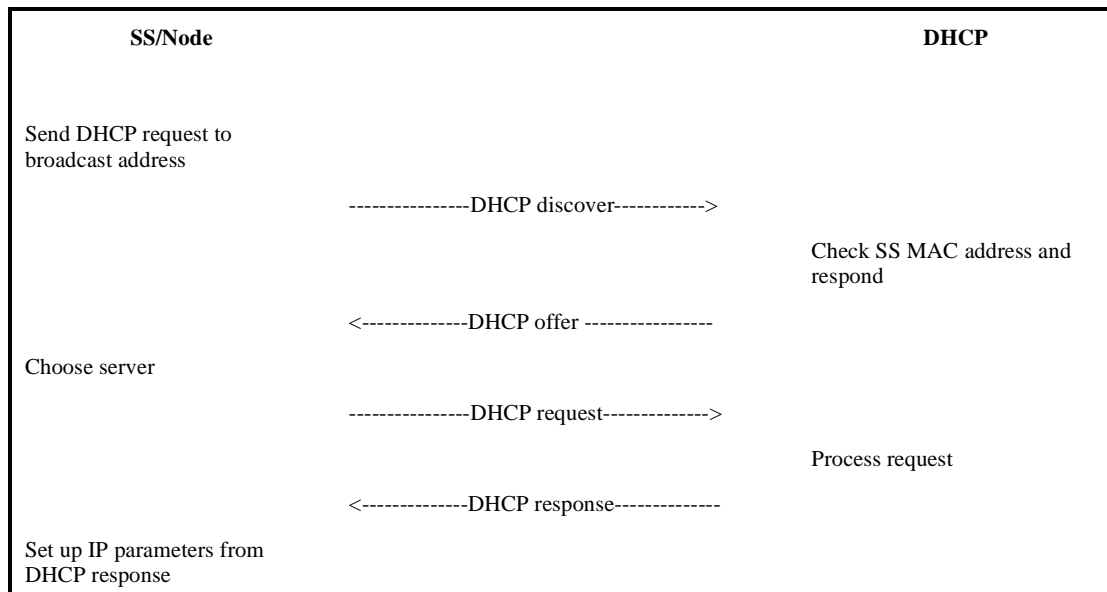 SS/Node DHCP
Send DHCP request to
broadcast address
----------------DHCP discover------------>
Check SS MAC address and
respond
<--------------DHCP offer -----------------
Choose server
----------------DHCP request-------------->
Process request
<--------------DHCP response--------------
Set up IP parameters from
DHCP response